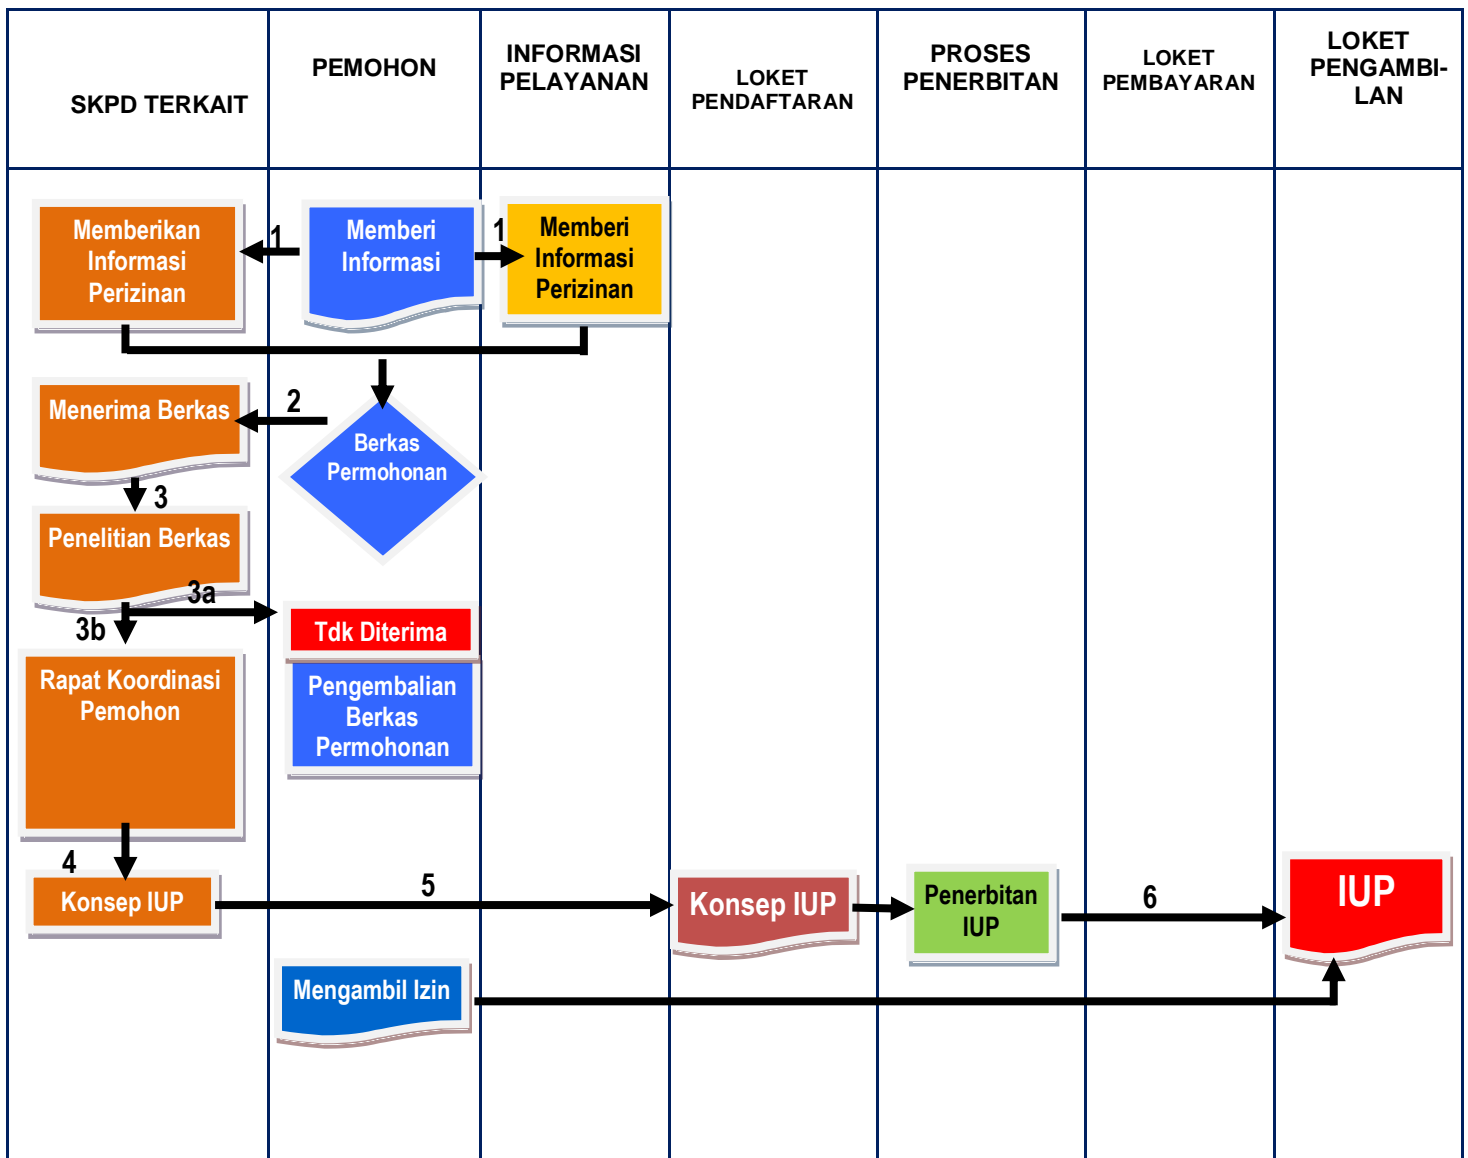 SKPD TERKAIT
PEMOHON
INFORMASI
PELAYANAN
LOKET
PENDAFTARAN
PROSES
PENERBITAN
LOKET
PEMBAYARAN
LOKET
PENGAMBI-
LAN
Memberikan
Informasi
Perizinan
1
Memberi
Informasi
1
Memberi
Informasi
Perizinan
Menerima Berkas
2
Berkas
Permohonan
3
Penelitian Berkas
3a
3b
Tdk Diterima
Rapat Koordinasi
Pemohon
Pengembalian
Berkas
Permohonan
4
Konsep IUP
5
Konsep IUP
Penerbitan
IUP
6
IUP
Mengambil Izin